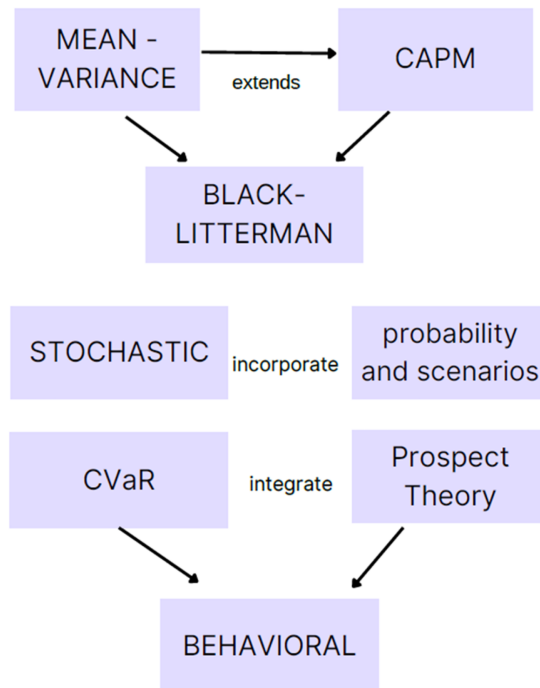 MEAN -
VARIANCE
extends
CAPM
BLACK-
LITTERMAN
STOCHASTIC
incorporate
probability
and scenarios
CVaR
integrate
Prospect
Theory
BEHAVIORAL